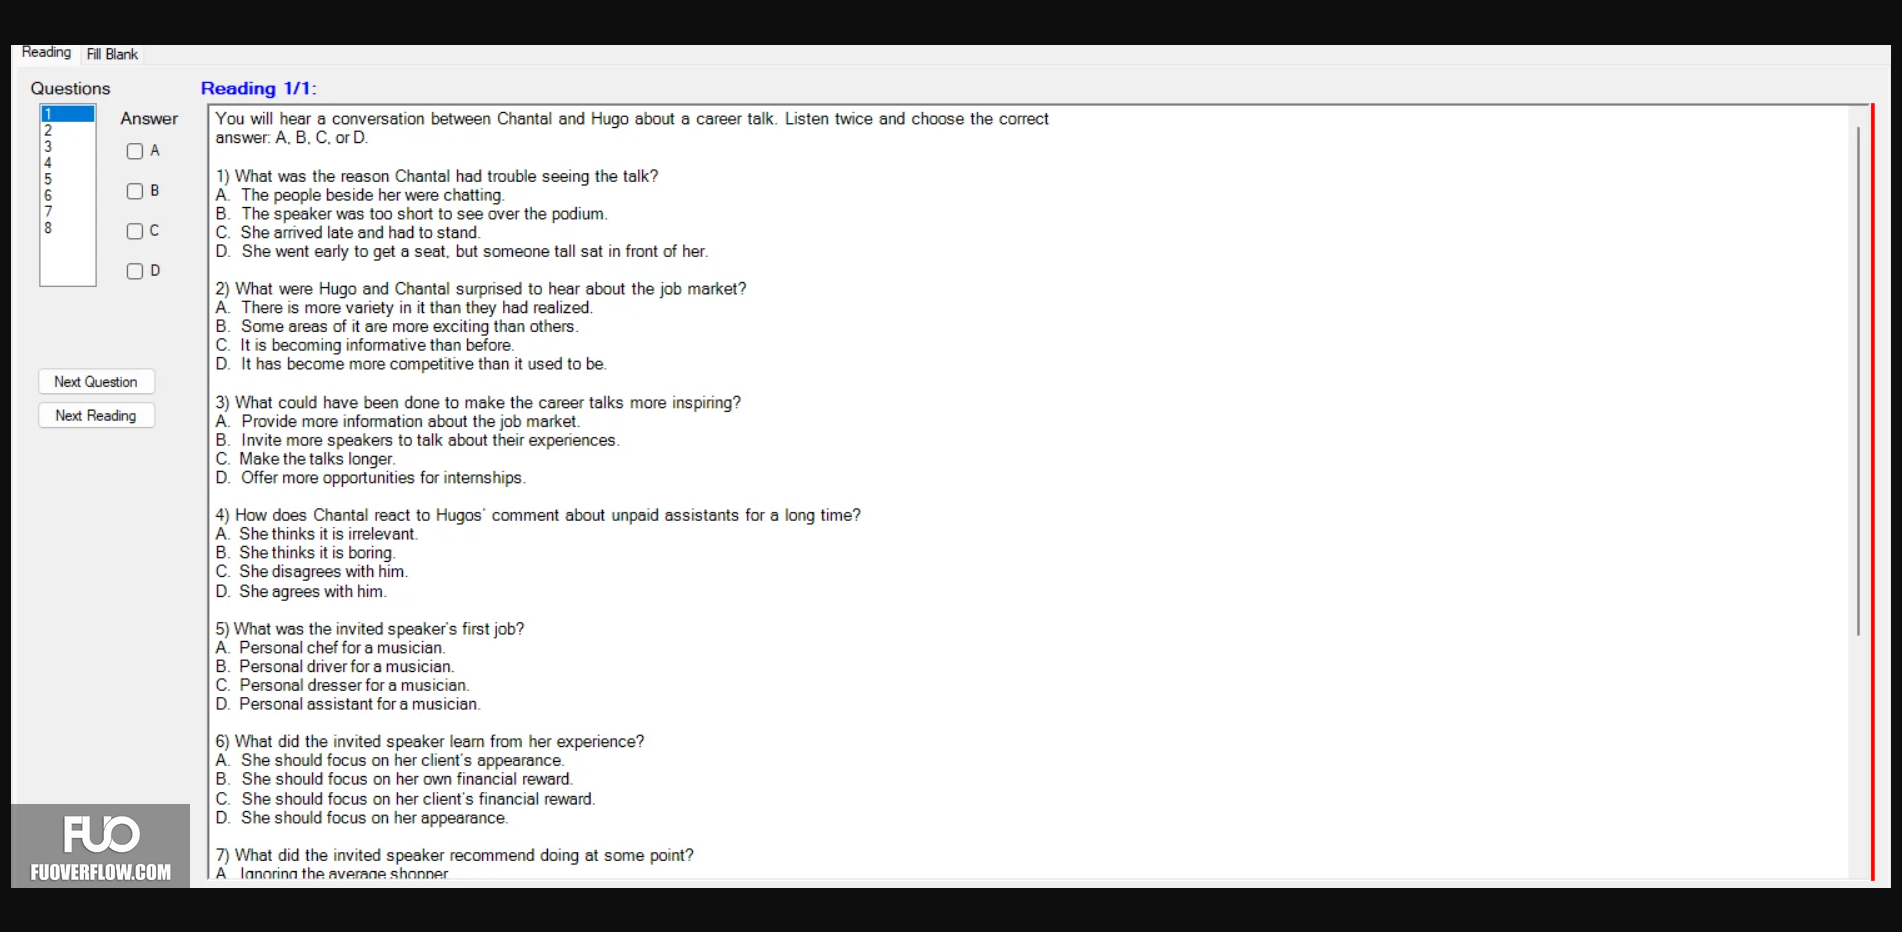 Reading
Fill Blank
Questions
Reading 1/1:
1
2
3
4
5
6
7
8
Answer
A
B
C
D
Next Question
Next Reading
You will hear a conversation between Chantal and Hugo about a career talk. Listen twice and choose the correct
answer: A, B, C, or D.
1) What was the reason Chantal had trouble seeing the talk?
A. The people beside her were chatting.
B. The speaker was too short to see over the podium.
C. She arrived late and had to stand.
D. She went early to get a seat, but someone tall sat in front of her.
2) What were Hugo and Chantal surprised to hear about the job market?
A. There is more variety in it than they had realized.
B. Some areas of it are more exciting than others.
C. It is becoming informative than before.
D. It has become more competitive than it used to be.
3) What could have been done to make the career talks more inspiring?
A. Provide more information about the job market.
B. Invite more speakers to talk about their experiences.
C. Make the talks longer.
D. Offer more opportunities for internships.
4) How does Chantal react to Hugos' comment about unpaid assistants for a long time?
A. She thinks it is irrelevant.
B. She thinks it is boring.
C. She disagrees with him.
D. She agrees with him.
5) What was the invited speaker's first job?
A. Personal chef for a musician.
B. Personal driver for a musician.
C. Personal dresser for a musician.
D. Personal assistant for a musician.
6) What did the invited speaker learn from her experience?
A. She should focus on her client's appearance.
B. She should focus on her own financial reward.
C. She should focus on her client's financial reward.
D. She should focus on her appearance.
7) What did the invited speaker recommend doing at some point?
A. Ignoring the average shopper
FUO
FUOVERFLOW.COM